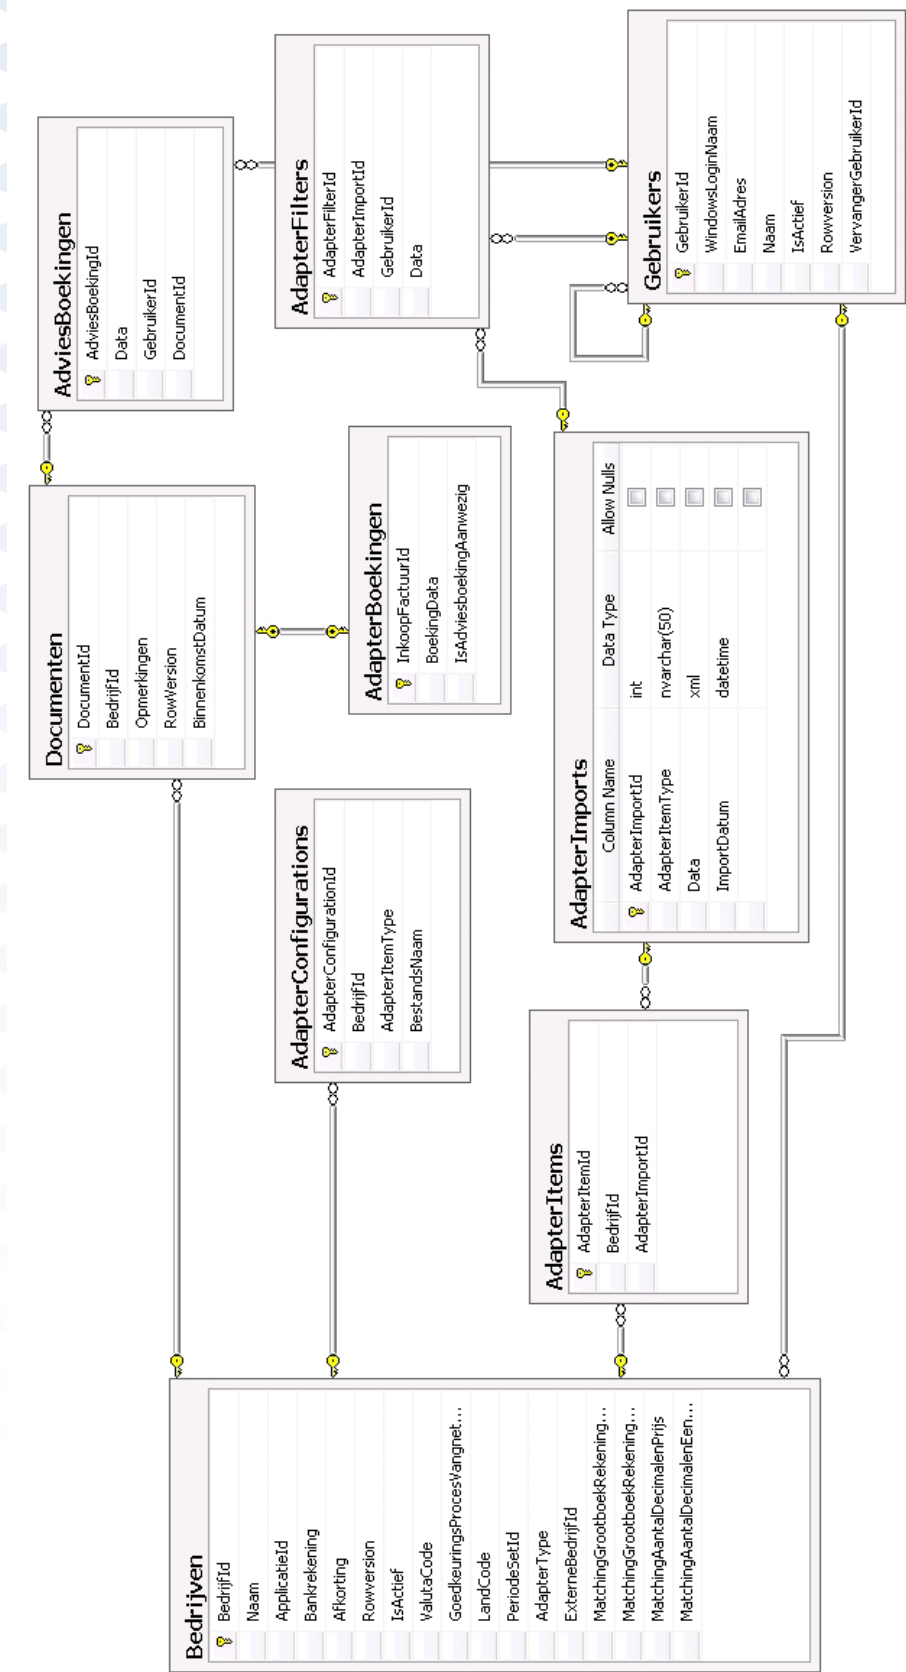 Bedrijven
BedrijfId
Naam
ApplicatieId
Bankrekening
Afkorting
Rowversion
IsActief
ValutaCode
GoedkeuringsProcesVangnet...
LandCode
PeriodeSetId
AdapterType
ExterneBedrijfId
MatchingGrootboekRekening...
MatchingGrootboekRekening...
MatchingAantalDecimalenPrijs
MatchingAantalDecimalenEen...
Documenten
DocumentId
BedrijfId
Opmerkingen
RowVersion
BinnenkomstDatum
AdviesBoekingen
AdviesBoekingId
Data
GebruikerId
DocumentId
AdapterConfigurations
AdapterConfigurationId
BedrijfId
AdapterItemType
BestandsNaam
AdapterBoekingen
InkoopFactuurId
BoekingData
IsAdviesboekingAanwezig
AdapterFilters
AdapterFilterId
AdapterImportId
GebruikerId
Data
AdapterItems
AdapterItemId
BedrijfId
AdapterImportId
AdapterImports
Column Name Data Type Allow Nulls
AdapterImportId int
AdapterItemType nvarchar(50)
Data xml
ImportDatum datetime
Gebruikers
GebruikerId
WindowsLoginNaam
EmailAdres
Naam
IsActief
Rowversion
VervangerGebruikerId